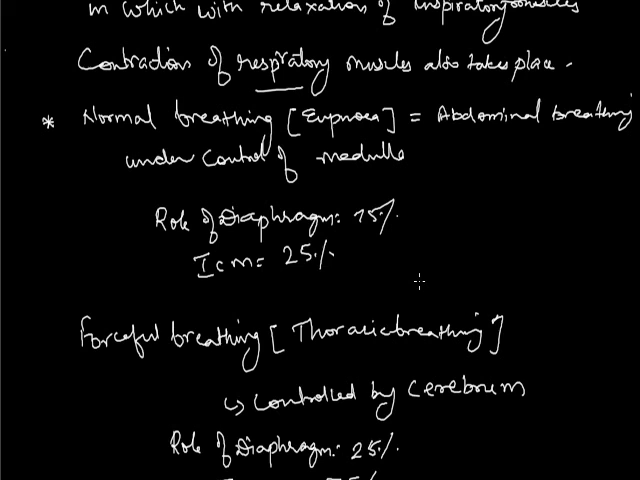 in which with relaxation of inspiratory muscles
Contraction of respiratory muscles also takes place.
* Normal breathing [Eupnoea] = Abdominal breathing
under control of medulla
Role of Diaphragm: 75%.
ICM = 25%
Forceful breathing [Thoracic breathing]
↳ Controlled by cerebrum
Role of Diaphragm: 25%.